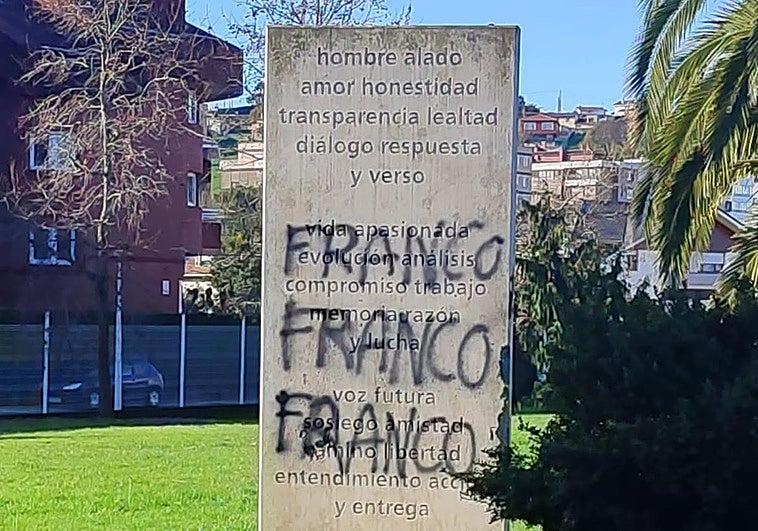 hombre alado
amor honestidad
transparencia lealtad
diálogo respuesta
y verso
vida apasionada
FRANCO
evolución análisis
compromiso trabajo
memoria razón
FRANCO
y lucha
voz futura
FRANCO
sosiego amistad
camino libertad
entendimiento
y entrega